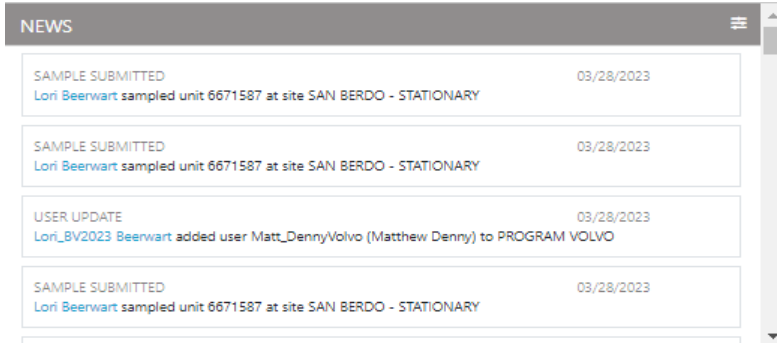 NEWS
SAMPLE SUBMITTED 03/28/2023
Lori Beerwart sampled unit 6671587 at site SAN BERDO - STATIONARY
SAMPLE SUBMITTED 03/28/2023
Lori Beerwart sampled unit 6671587 at site SAN BERDO - STATIONARY
USER UPDATE 03/28/2023
Lori_BV2023 Beerwart added user Matt_DennyVolvo (Matthew Denny) to PROGRAM VOLVO
SAMPLE SUBMITTED 03/28/2023
Lori Beerwart sampled unit 6671587 at site SAN BERDO - STATIONARY